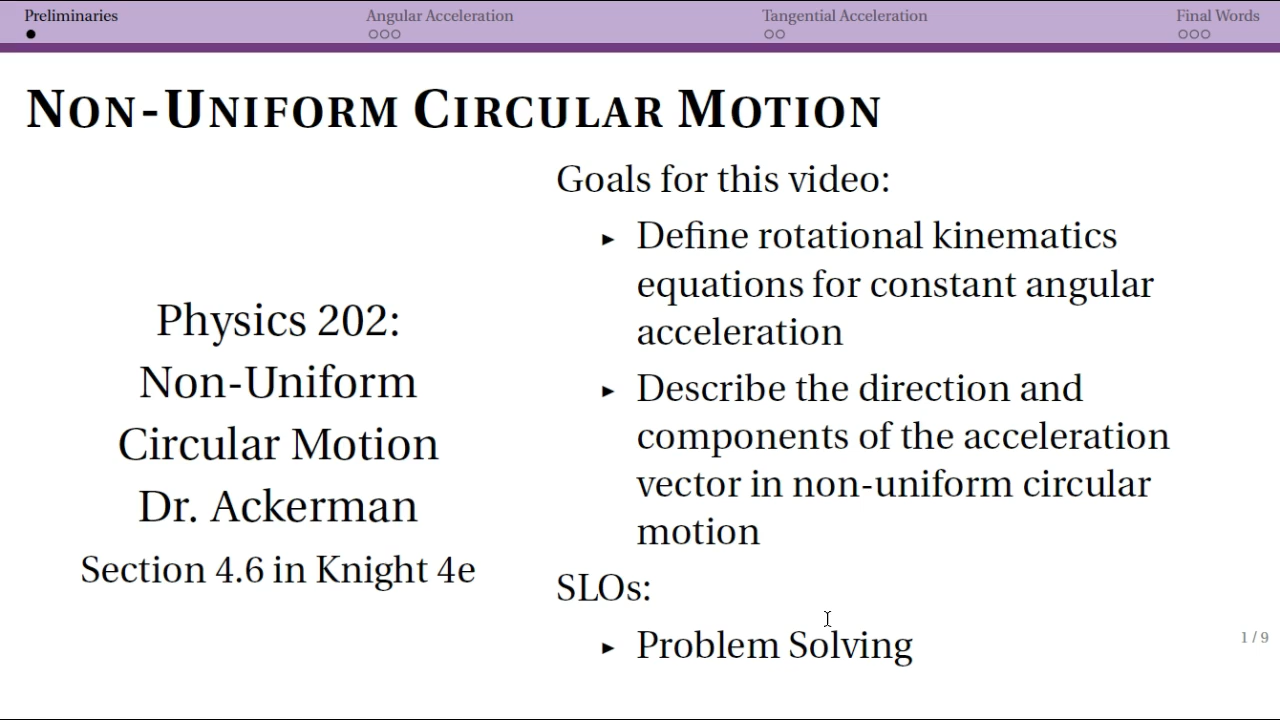 Preliminaries
Angular Acceleration
Tangential Acceleration
Final Words
NON-UNIFORM CIRCULAR MOTION
Physics 202:
Non-Uniform
Circular Motion
Dr. Ackerman
Section 4.6 in Knight 4e
Goals for this video:
► Define rotational kinematics
equations for constant angular
acceleration
► Describe the direction and
components of the acceleration
vector in non-uniform circular
motion
SLOs:
► Problem Solving
1 / 9